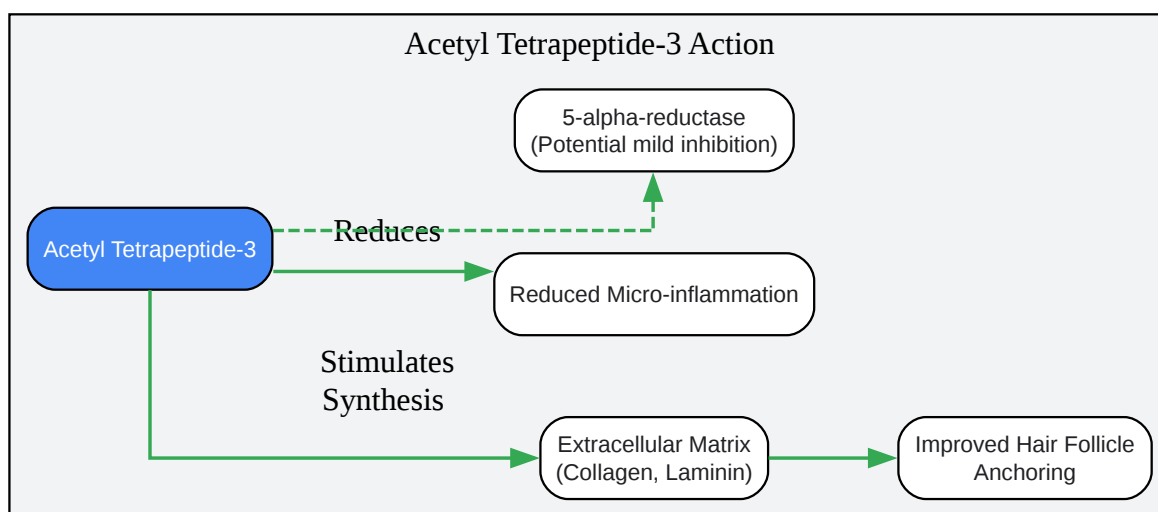 Acetyl Tetrapeptide-3 Action
5-alpha-reductase
(Potential mild inhibition)
Acetyl Tetrapeptide-3
Reduces
Reduced Micro-inflammation
Stimulates
Synthesis
Extracellular Matrix
(Collagen, Laminin)
Improved Hair Follicle
Anchoring